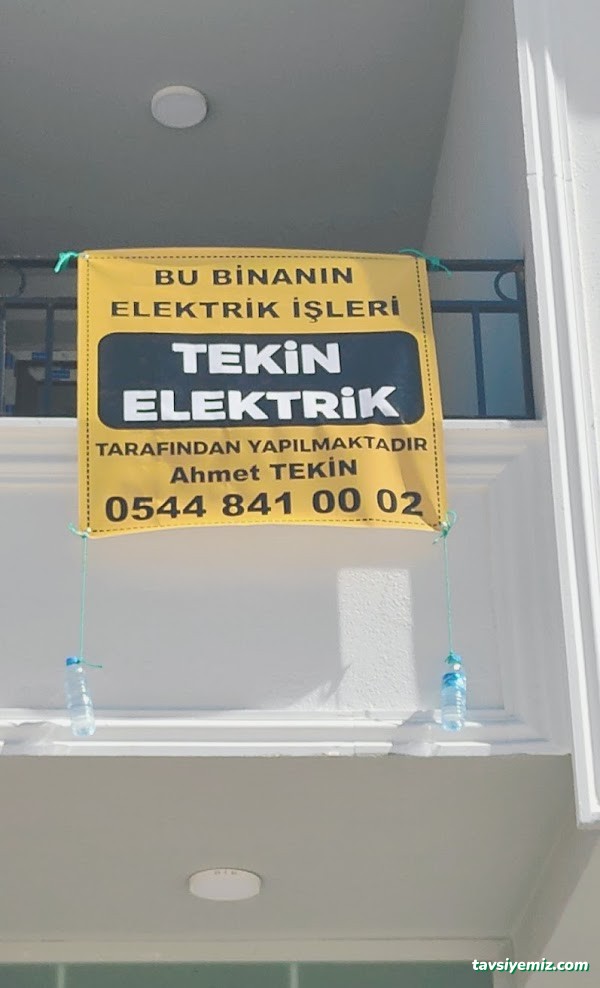 BU BİNANIN
ELEKTRİK İŞLERİ
TEKİN
ELEKTRİK
TARAFINDAN YAPILMAKTADIR
Ahmet TEKİN
0544 841 00 02
tavsiyemiz.com